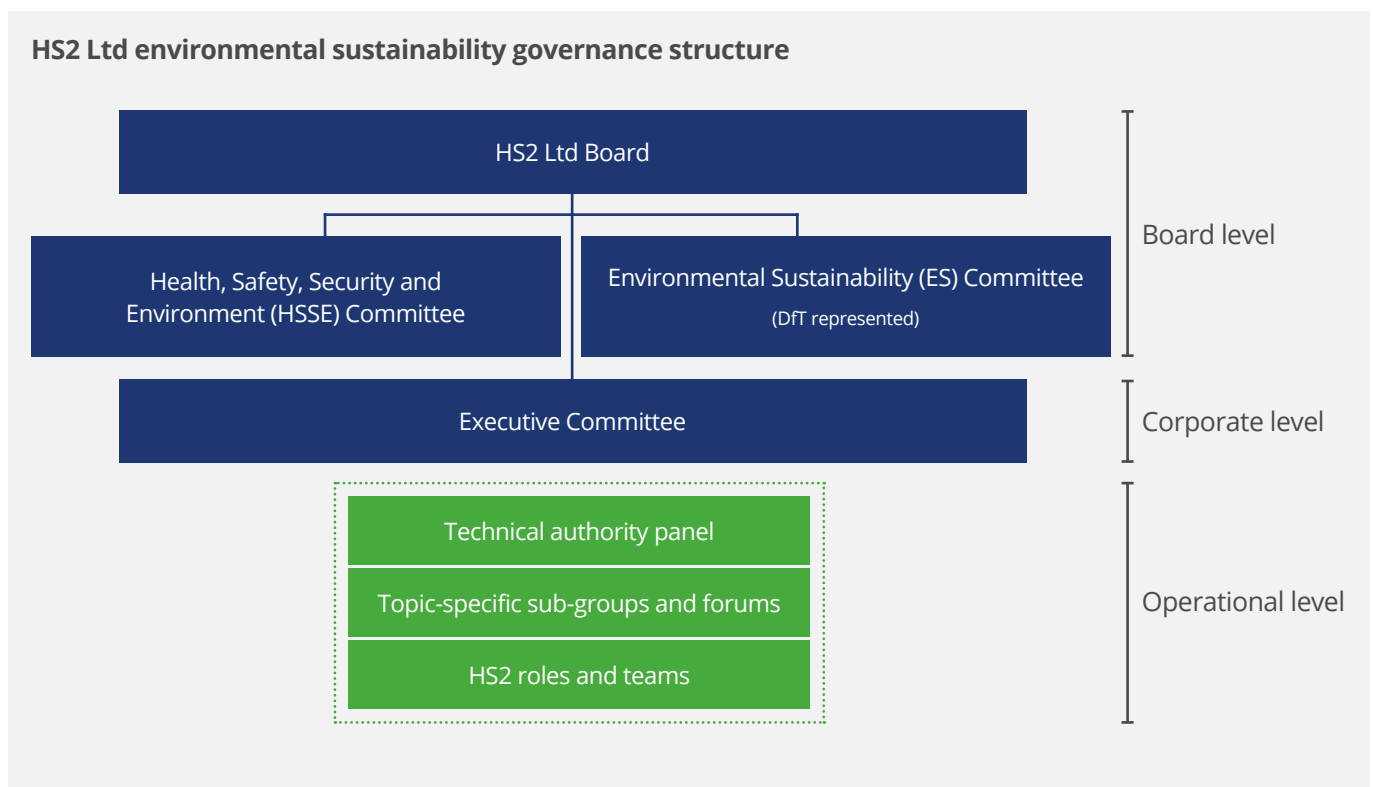 HS2 Ltd environmental sustainability governance structure
HS2 Ltd Board
Health, Safety, Security and
Environment (HSSE) Committee
Environmental Sustainability (ES) Committee
(DfT represented)
Board level
Executive Committee
Corporate level
Technical authority panel
Topic-specific sub-groups and forums
HS2 roles and teams
Operational level